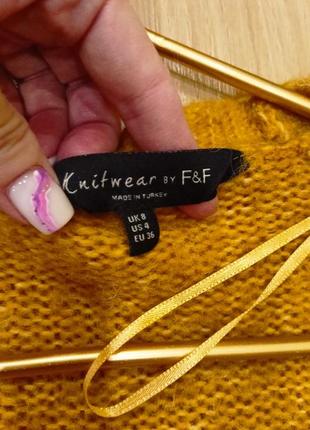 Knitwear BY F&F
MADE IN TURKEY
UK 8
US 4
EU 36